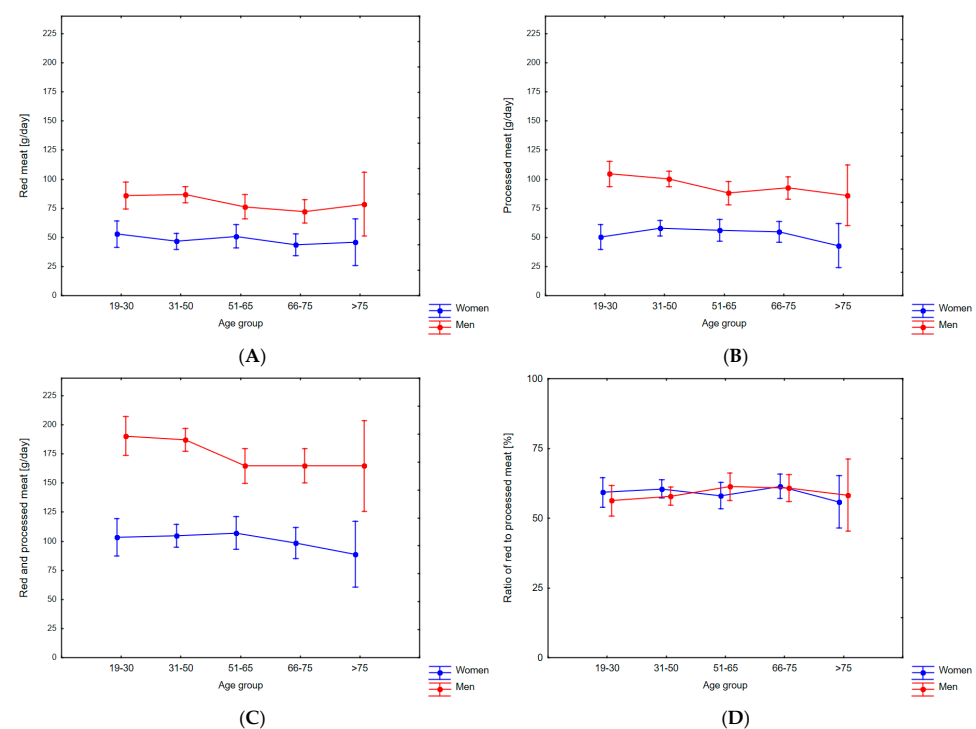 Red meat [g/day]
225
200
175
150
125
100
75
50
25
0
19-30
31-50
51-65
66-75
>75
Age group
Women
Men
(A)
Processed meat [g/day]
225
200
175
150
125
100
75
50
25
0
19-30
31-50
51-65
66-75
>75
Age group
Women
Men
(B)
Red and processed meat [g/day]
225
200
175
150
125
100
75
50
25
0
19-30
31-50
51-65
66-75
>75
Age group
Women
Men
(C)
Ratio of red to processed meat [%]
100
75
50
25
0
19-30
31-50
51-65
66-75
>75
Age group
Women
Men
(D)